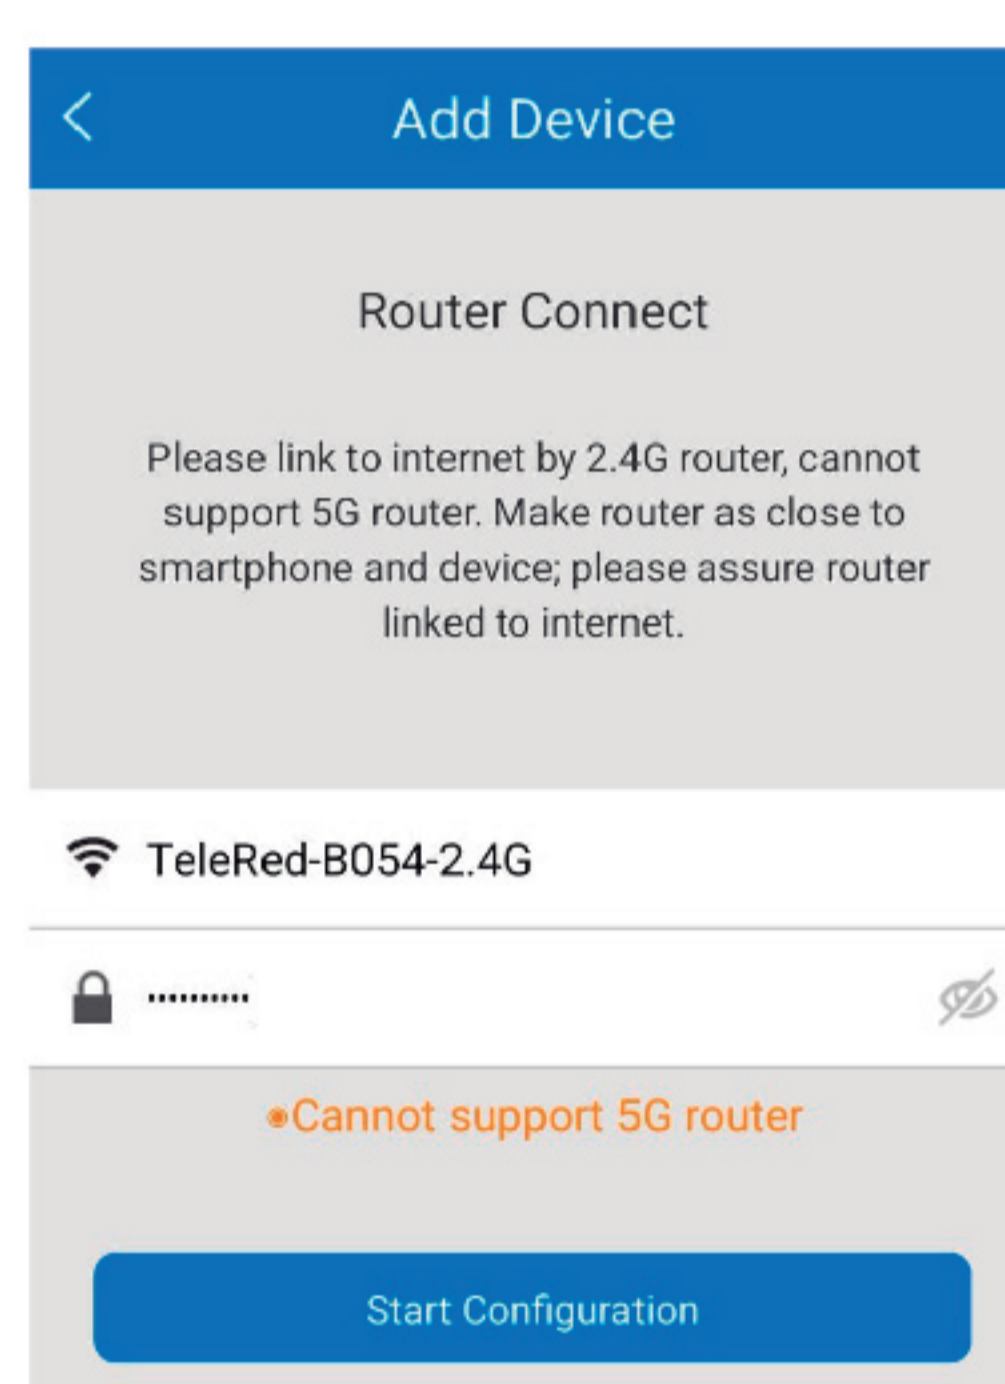 Add Device
Router Connect
Please link to internet by 2.4G router, cannot
support 5G router. Make router as close to
smartphone and device; please assure router
linked to internet.
TeleRed-B054-2.4G
··········
Cannot support 5G router
Start Configuration